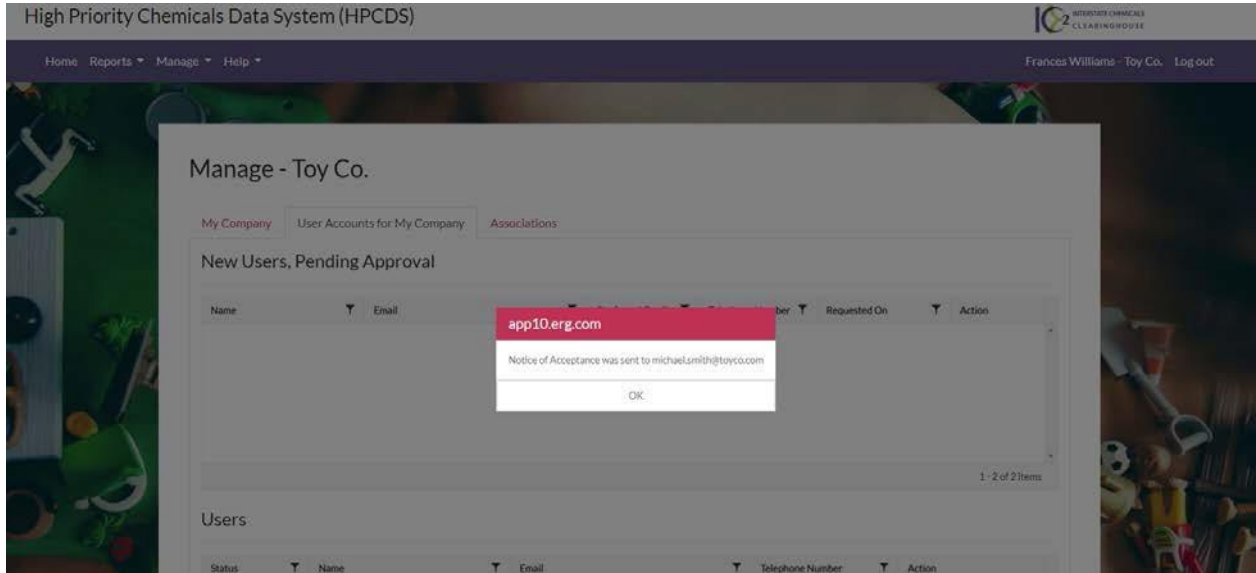 High Priority Chemicals Data System (HPCDS)
INTERSTATE CHEMICALS
CLEARINGHOUSE
Home Reports Manage Help Frances Williams - Toy Co. Log out
Manage - Toy Co.
My Company User Accounts for My Company Associations
New Users, Pending Approval
Name Email Requested On Action
app10.erg.com
Notice of Acceptance was sent to michael.smith@toyco.com
OK
1 - 2 of 2 items
Users
Status Name Email Telephone Number Action